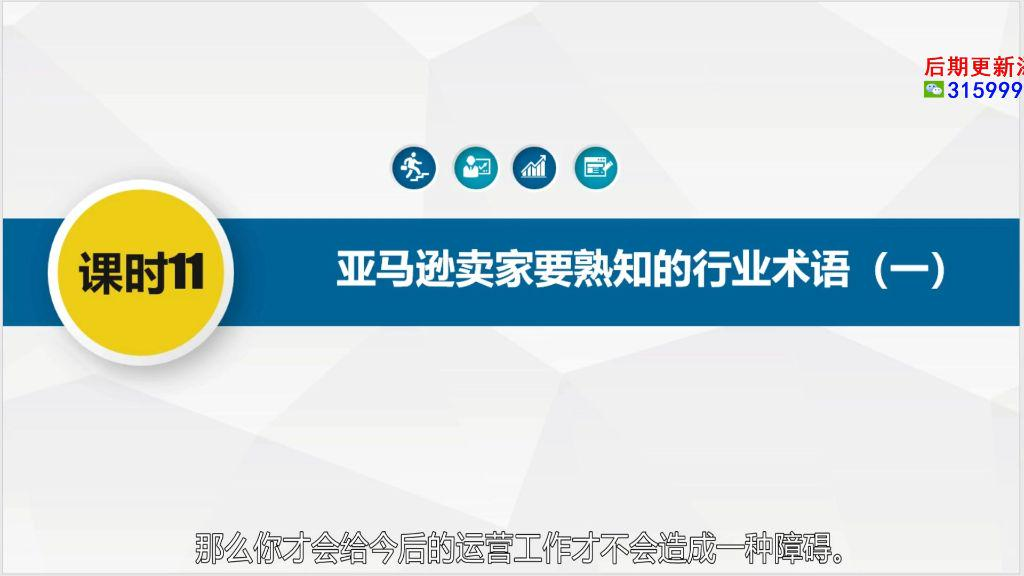 后期更新
315999
课时11
亚马逊卖家要熟知的行业术语（一）
那么你才会给今后的运营工作才不会造成一种障碍。